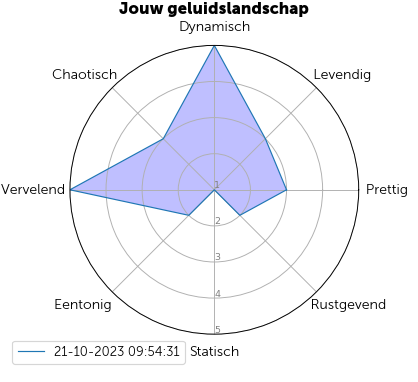 Jouw geluidslandschap
Dynamisch
Chaotisch
Levendig
Vervelend
1
Prettig
2
3
4
Eentonig
Rustgevend
5
21-10-2023 09:54:31
Statisch